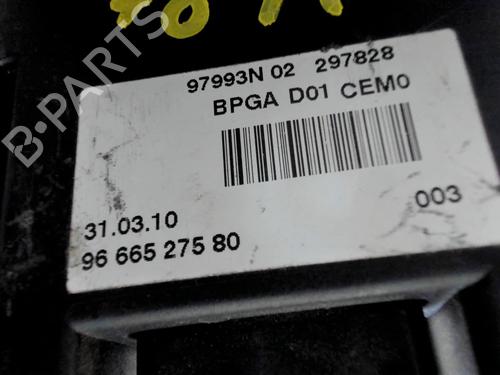 97993N 02 297828
BPGA D01 CEM0
31.03.10
003
96 665 275 80
B-PARTS